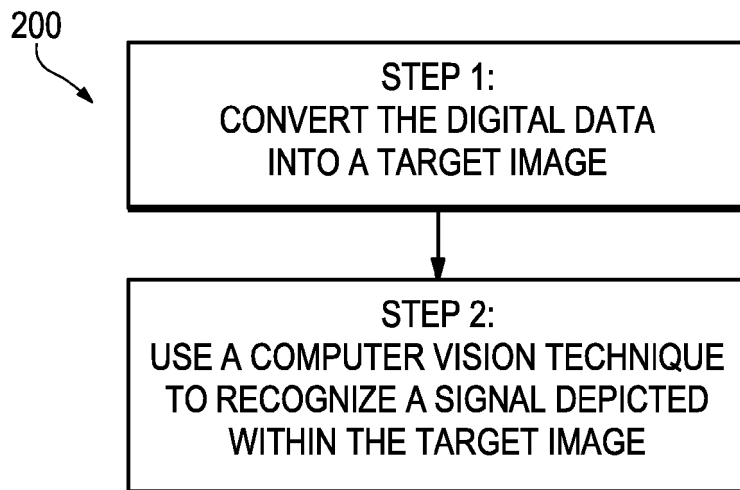 200
STEP 1:
CONVERT THE DIGITAL DATA
INTO A TARGET IMAGE
STEP 2:
USE A COMPUTER VISION TECHNIQUE
TO RECOGNIZE A SIGNAL DEPICTED
WITHIN THE TARGET IMAGE